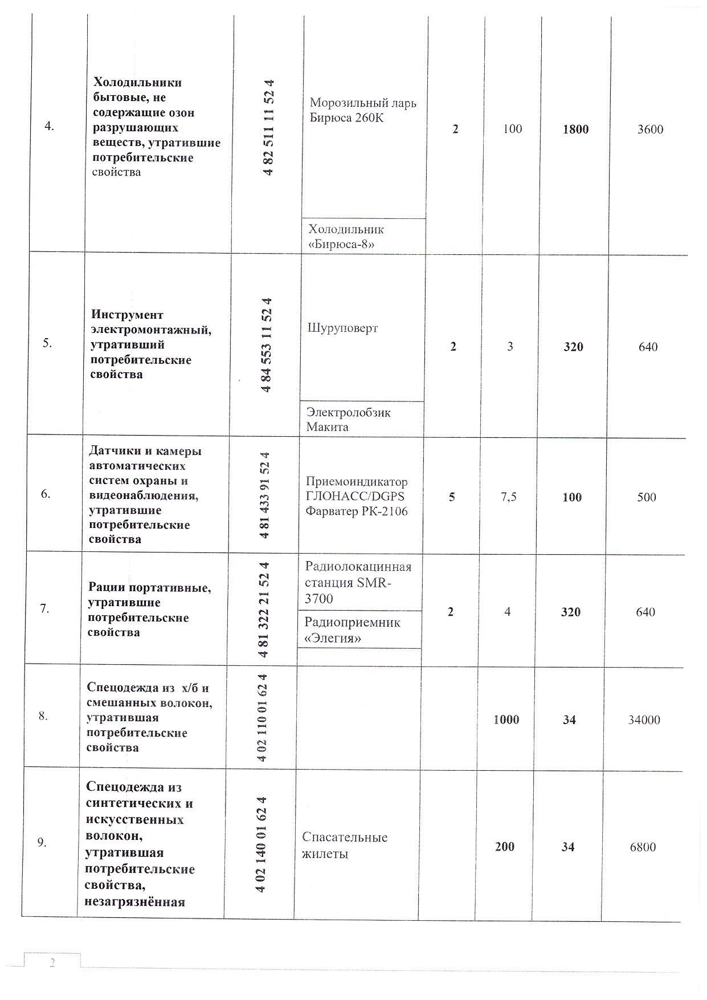 4.
Холодильники
бытовые, не
содержащие озон
разрушающих
веществ, утратившие
потребительские
свойства
4 82 511 11 52 4
Морозильный ларь
Бирюса 260К
Холодильник
«Бирюса-8»
2
100
1800
3600
5.
Инструмент
электромонтажный,
утративший
потребительские
свойства
4 84 553 11 52 4
Шуруповерт
Электролобзик
Макита
2
3
320
640
6.
Датчики и камеры
автоматических
систем охраны и
видеонаблюдения,
утратившие
потребительские
свойства
4 81 433 91 52 4
Приемоиндикатор
ГЛОНАСС/DGPS
Фарватер РК-2106
5
7,5
100
500
7.
Рации портативные,
утратившие
потребительские
свойства
4 81 322 21 52 4
Радиолокацинная
станция SMR-
3700
Радиоприемник
«Элегия»
2
4
320
640
8.
Спецодежда из х/б и
смешанных волокон,
утратившая
потребительские
свойства
4 02 110 01 62 4
1000
34
34000
9.
Спецодежда из
синтетических и
искусственных
волокон,
утратившая
потребительские
свойства,
незагрязнённая
4 02 140 01 62 4
Спасательные
жилеты
200
34
6800
2